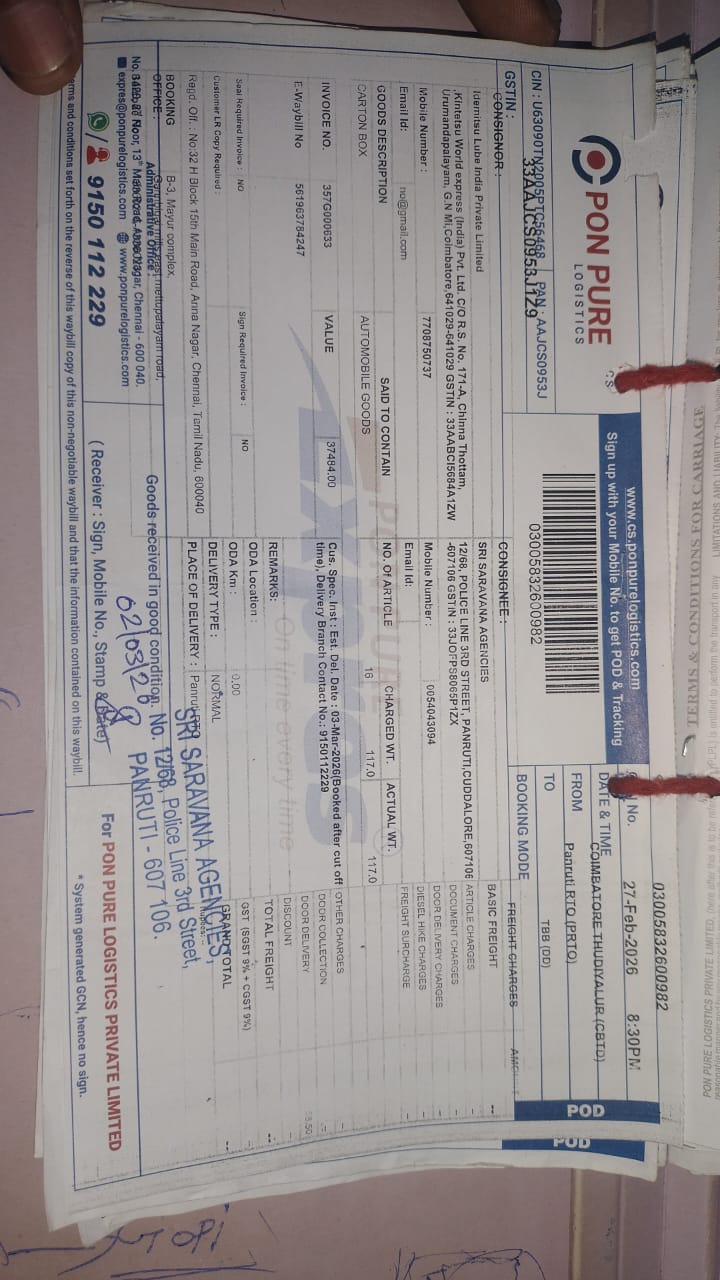 PON PURE
LOGISTICS
CIN : U63090TN2005PTC56468 PAN : AAJCS0953J
GSTIN : 33AAJCS0953J1Z9
www.cs.ponpurelogistics.com
Sign up with your Mobile No. to get POD & Tracking
03005832600982
No. 03005832600982
DATE & TIME 27-Feb-2026 8:30PM
FROM COIMBATORE THUDIYALUR (CBTD)
TO Panruti RTO (PRTO)
BOOKING MODE TBB (DD)
POD
POD
CONSIGNOR :
Idemitsu Lube India Private Limited
,Kintetsu World express (India) Pvt. Ltd. C/O R.S. No. 171-A, Chinna Thottam,
Urumandapalayam, G.N Mi,Coimbatore,641029-641029 GSTIN : 33AABCI5684A1ZW
Mobile Number : 7708750737
Email Id: no@gmail.com
CONSIGNEE :
SRI SARAVANA AGENCIES
12/68, POLICE LINE 3RD STREET, PANRUTI,CUDDALORE,607106
-607106 GSTIN : 33JOFPS8065P1ZX
Mobile Number : 0054043094
Email Id:
GOODS DESCRIPTION SAID TO CONTAIN NO. Of ARTICLE CHARGED WT. ACTUAL WT.
CARTON BOX AUTOMOBILE GOODS 16 117.0 117.0
INVOICE NO. 357G000633 VALUE 37484.00
E-Waybill No 561963784247
Cus. Spec. Inst : Est. Del. Date : 03-Mar-2026(Booked after cut off
time), Delivery Branch Contact No.: 9150112229
REMARKS:
Seal Required Invoice : NO Sign Required Invoice : NO
Customer LR Copy Required :
ODA Location :
ODA Km : 0.00
DELIVERY TYPE : NORMAL
PLACE OF DELIVERY : Panruti RTO
Regd. Off. : No:32 H Block 15th Main Road, Anna Nagar, Chennai, Tamil Nadu, 600040
BOOKING OFFICE : B-3, Mayur complex,
Administrative Office :
Main Road, Anna Nagar, Chennai - 600 040.
expres@ponpurelogistics.com www.ponpurelogistics.com
9150 112 229
FREIGHT CHARGES
BASIC FREIGHT --
ARTICLE CHARGES --
DOCUMENT CHARGES --
DOOR DELIVERY CHARGES --
DIESEL HIKE CHARGES --
FREIGHT SURCHARGE --
OTHER CHARGES --
DOOR COLLECTION --
DOOR DELIVERY
DISCOUNT --
TOTAL FREIGHT --
GST (SGST 9% + CGST 9%)
GRAND TOTAL --
Goods received in good condition.
02/03/26
( Receiver : Sign, Mobile No., Stamp & Date)
SRI SARAVANA AGENCIES,
No. 12/68, Police Line 3rd Street,
PANRUTI - 607 106.
For PON PURE LOGISTICS PRIVATE LIMITED
* System generated GCN, hence no sign.
terms and conditions set forth on the reverse of this waybill copy of this non-negotiable waybill and that the information contained on this waybill.
TERMS AND CONDITIONS FOR CARRIAGE